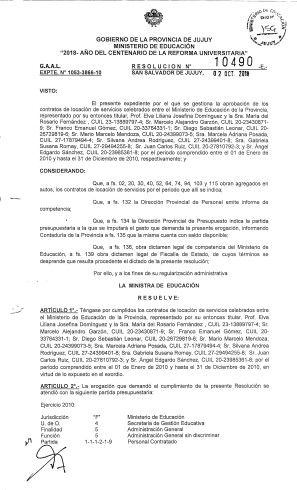 GOBIERNO DE LA PROVINCIA DE JUJUY
MINISTERIO DE EDUCACIÓN
"2018- AÑO DEL CENTENARIO DE LA REFORMA UNIVERSITARIA"
RESOLUCION N° 10490 -E.
EXPTE. N° 1053-3866-10 SAN SALVADOR DE JUJUY, 02 OCT. 2018
VISTO:
El presente expediente por el que se gestiona la aprobación de los
contratos de locación de servicios celebrados entre el Ministerio de Educación de la Provincia,
representado por su entonces titular, Prof. Elva Liliana Josefina Domínguez y la Sra. María del
Rosario Fernández , CUIL 23-13889797-4; Sr. Marcelo Alejandro Garzón, CUIL 20-23430871-
9; Sr. Franco Emanuel Gómez, CUIL 20-33784331-1; Sr. Diego Sebastián Leonar, CUIL 20-
26729819-6; Sr. Mario Marcelo Mendoza, CUIL 20-24399073-5; Sra. Marcela Adriana Posada,
CUIL 27-17879494-4; Sr. Silvana Andrea Rodríguez, CUIL 27-24399401-8; Sra. Gabriela
Susana Romay, CUIL 27-29494255-8; Sr. Juan Carlos Ruiz, CUIL 20-27810792-3; y Sr. Ángel
Edgardo Sánchez, CUIL 20-23985381-8; por el período comprendido entre el 01 de Enero de
2010 y hasta el 31 de Diciembre de 2010, respectivamente; y
CONSIDERANDO:
Que, a fs. 02, 20, 30, 40, 52, 64, 74, 94, 103 y 115 obran agregados en
autos, los contratos de locación de servicios por el período que allí se indica;
Que, a fs. 132 la Dirección Provincial de Personal emite informe de
competencia;
Que, a fs. 134 la Dirección Provincial de Presupuesto indica la partida
presupuestaria a la que se imputará el gasto que demanda la presente erogación, informando
Contaduría de la Provincia a fs. 135 que la misma cuenta con saldo disponible;
Que, a fs. 138, obra dictamen legal de competencia del Ministerio de
Educación, a fs. 139 obra dictamen legal de Fiscalía de Estado, de cuyos términos se
desprende que resulta procedente el dictado de la presente resolución;
Por ello, y a los fines de su regularización administrativa
LA MINISTRA DE EDUCACIÓN
RESUELVE:
ARTÍCULO 1°.- Téngase por cumplidos los contratos de locación de servicios celebrados entre
el Ministerio de Educación de la Provincia, representado por su entonces titular, Prof. Elva
Liliana Josefina Domínguez y la Sra. María del Rosario Fernández , CUIL 23-13889797-4; Sr.
Marcelo Alejandro Garzón, CUIL 20-23430871-9; Sr. Franco Emanuel Gómez, CUIL 20-
33784331-1; Sr. Diego Sebastián Leonar, CUIL 20-26729819-6; Sr. Mario Marcelo Mendoza,
CUIL 20-24399073-5; Sra. Marcela Adriana Posada, CUIL 27-17879494-4; Sr. Silvana Andrea
Rodríguez, CUIL 27-24399401-8; Sra. Gabriela Susana Romay, CUIL 27-29494255-8; Sr. Juan
Carlos Ruiz, CUIL 20-27810792-3; y Sr. Ángel Edgardo Sánchez, CUIL 20-23985381-8; por el
período comprendido entre el 01 de Enero de 2010 y hasta el 31 de Diciembre de 2010, en
virtud de lo expuesto en el exordio.
ARTÍCULO 2°.- La erogación que demandó el cumplimiento de la presente Resolución se
atendió con la siguiente partida presupuestaria:
Ejercicio 2010:
Jurisdicción "F" Ministerio de Educación
U. de O. 4 Secretaría de Gestión Educativa
Finalidad 5 Administración General
Función 5 Administración General sin discriminar
Partida 1-1-1-2-1-9 Personal Contratado